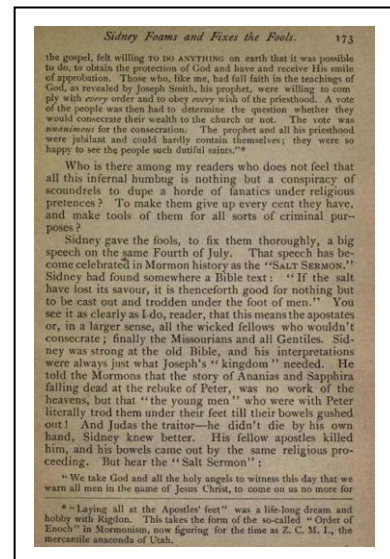 Sidney Foams and Fixes the Fools. 173
the gospel, felt willing TO DO ANYTHING on earth that it was possible
to do, to obtain the protection of God and have and receive His smile
of approbation. Those who, like me, had full faith in the teachings of
God, as revealed by Joseph Smith, his prophet, were willing to com
ply with every order and to obey every wish of the priesthood. A vote
of the people was then had to determine the question whether they
would consecrate their wealth to the church or not. The vote was
unanimous for the consecration. The prophet and all his priesthood
were jubilant and could hardly contain themselves; they were so
happy to see the people such dutiful saints."*
Who is there among my readers who does not feel that
all this infernal humbug is nothing but a conspiracy of
scoundrels to dupe a horde of fanatics under religious
pretences? To make them give up every cent they have,
and make tools of them for all sorts of criminal pur-
poses?
Sidney gave the fools, to fix them thoroughly, a big
speech on the same Fourth of July. That speech has be-
come celebrated in Mormon history as the "SALT SERMON."
Sidney had found somewhere a Bible text: "If the salt
have lost its savour, it is thenceforth good for nothing but
to be cast out and trodden under the foot of men." You
see it as clearly as I do, reader, that this means the apostates
or, in a larger sense, all the wicked fellows who wouldn't
consecrate; finally the Missourians and all Gentiles. Sid-
ney was strong at the old Bible, and his interpretations
were always just what Joseph's "kingdom" needed. He
told the Mormons that the story of Ananias and Sapphira
falling dead at the rebuke of Peter, was no work of the
heavens, but that "the young men" who were with Peter
literally trod them under their feet till their bowels gushed
out! And Judas the traitor—he didn't die by his own
hand, Sidney knew better. His fellow apostles killed
him, and his bowels came out by the same religious pro-
ceeding. But hear the "Salt Sermon":
"We take God and all the holy angels to witness this day that we
warn all men in the name of Jesus Christ, to come on us no more for
* "Laying all at the Apostles' feet" was a life-long dream and
hobby with Rigdon. This takes the form of the so-called "Order of
Enoch" in Mormonism, now figuring for the time as Z. C. M. I., the
mercantile anaconda of Utah.